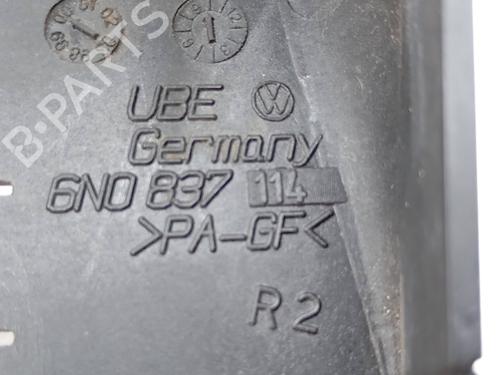 UBE
Germany
6N0 837 114
>PA-GF<
R2
B-PARTS